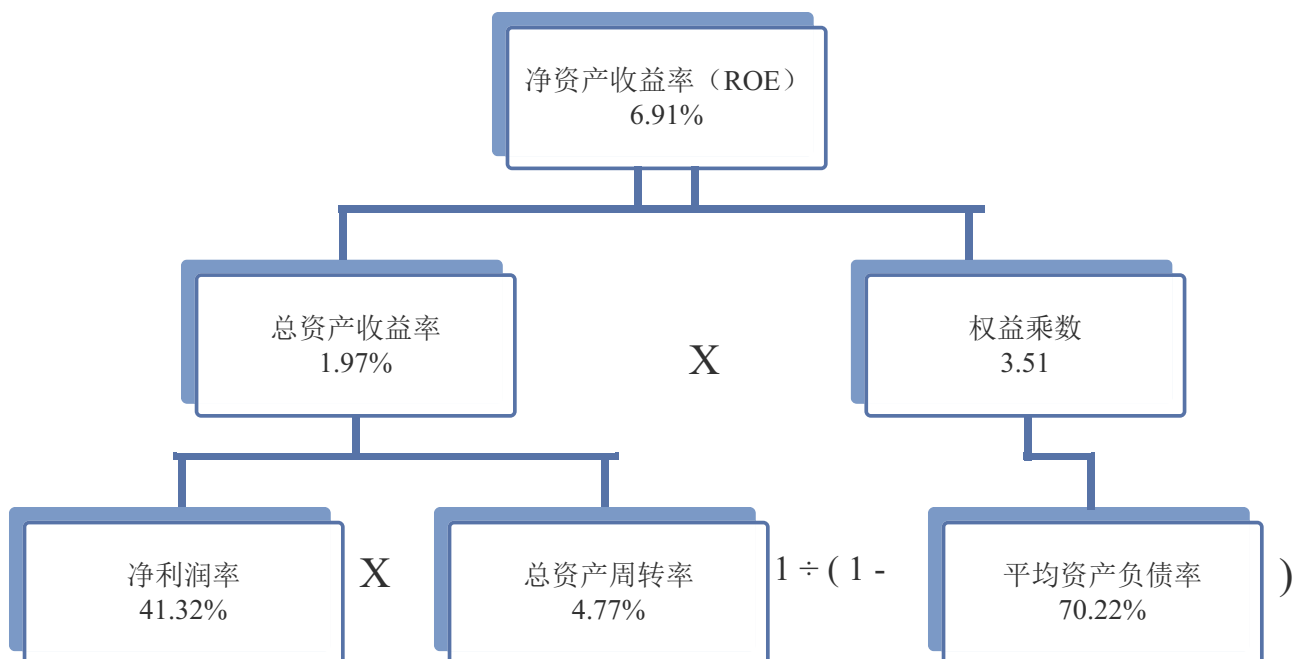 净资产收益率（ROE）
6.91%
总资产收益率
1.97%
X
权益乘数
3.51
净利润率
41.32%
X
总资产周转率
4.77%
1 ÷ ( 1 -
平均资产负债率
70.22%
)